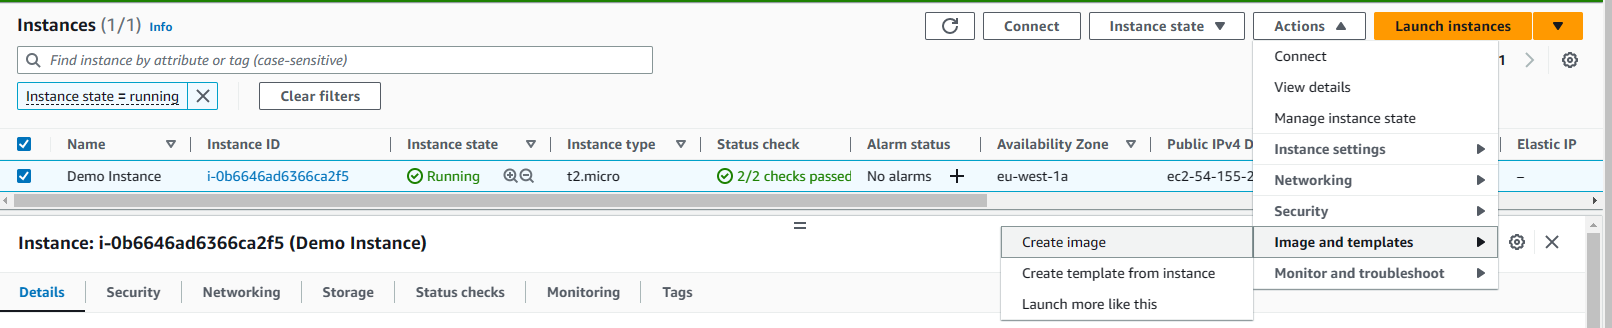 Instances (1/1) Info
Connect
Instance state
Actions
Launch instances
Find instance by attribute or tag (case-sensitive)
1
Instance state = running
Clear filters
Connect
View details
Manage instance state
Instance settings
Networking
Security
Image and templates
Monitor and troubleshoot
Create image
Create template from instance
Launch more like this
Name Instance ID Instance state Instance type Status check Alarm status Availability Zone Public IPv4 D Elastic IP
Demo Instance i-0b6646ad6366ca2f5 Running t2.micro 2/2 checks passed No alarms + eu-west-1a ec2-54-155-2 –
Instance: i-0b6646ad6366ca2f5 (Demo Instance)
Details Security Networking Storage Status checks Monitoring Tags